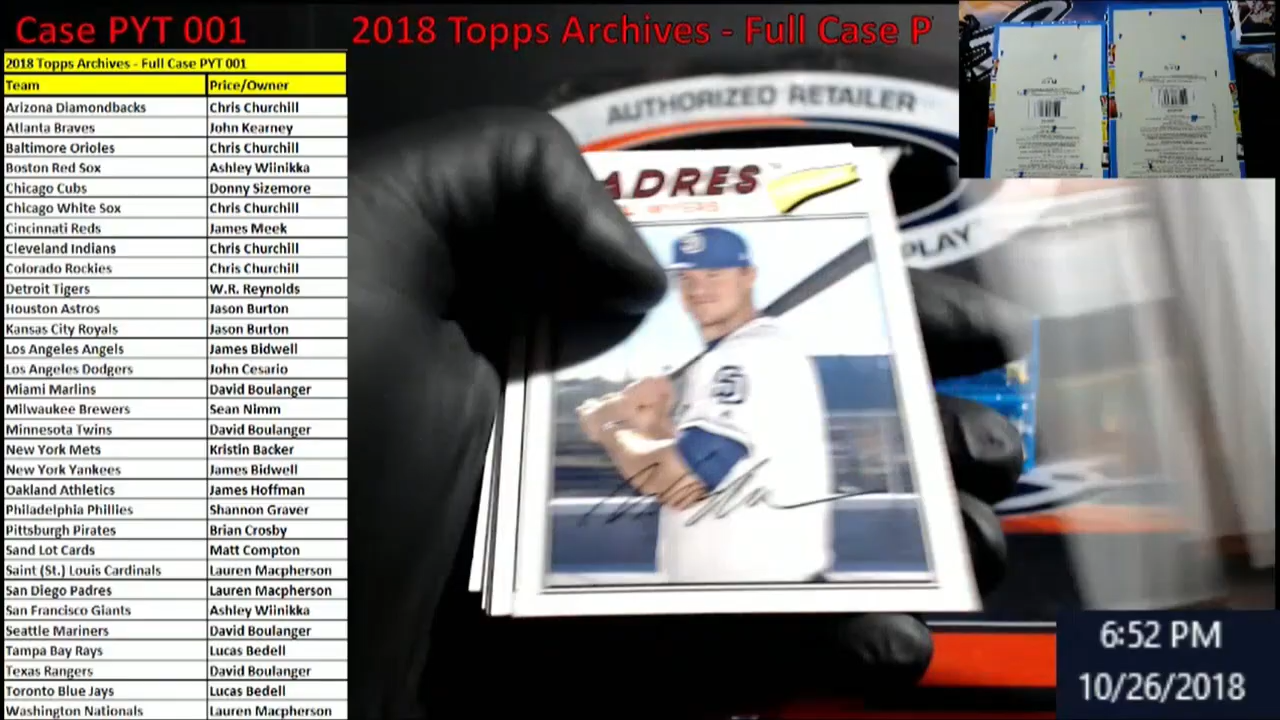 Case PYT 001
2018 Topps Archives - Full Case P
2018 Topps Archives - Full Case PYT 001
Team Price/Owner
Arizona Diamondbacks Chris Churchill
Atlanta Braves John Kearney
Baltimore Orioles Chris Churchill
Boston Red Sox Ashley Wiinikka
Chicago Cubs Donny Sizemore
Chicago White Sox Chris Churchill
Cincinnati Reds James Meek
Cleveland Indians Chris Churchill
Colorado Rockies Chris Churchill
Detroit Tigers W.R. Reynolds
Houston Astros Jason Burton
Kansas City Royals Jason Burton
Los Angeles Angels James Bidwell
Los Angeles Dodgers John Cesario
Miami Marlins David Boulanger
Milwaukee Brewers Sean Nimm
Minnesota Twins David Boulanger
New York Mets Kristin Backer
New York Yankees James Bidwell
Oakland Athletics James Hoffman
Philadelphia Phillies Shannon Graver
Pittsburgh Pirates Brian Crosby
Sand Lot Cards Matt Compton
Saint (St.) Louis Cardinals Lauren Macpherson
San Diego Padres Lauren Macpherson
San Francisco Giants Ashley Wiinikka
Seattle Mariners David Boulanger
Tampa Bay Rays Lucas Bedell
Texas Rangers David Boulanger
Toronto Blue Jays Lucas Bedell
Washington Nationals Lauren Macpherson
AUTHORIZED RETAILER
ADRES
MYERS
PLAY
SD
SD
6:52 PM
10/26/2018